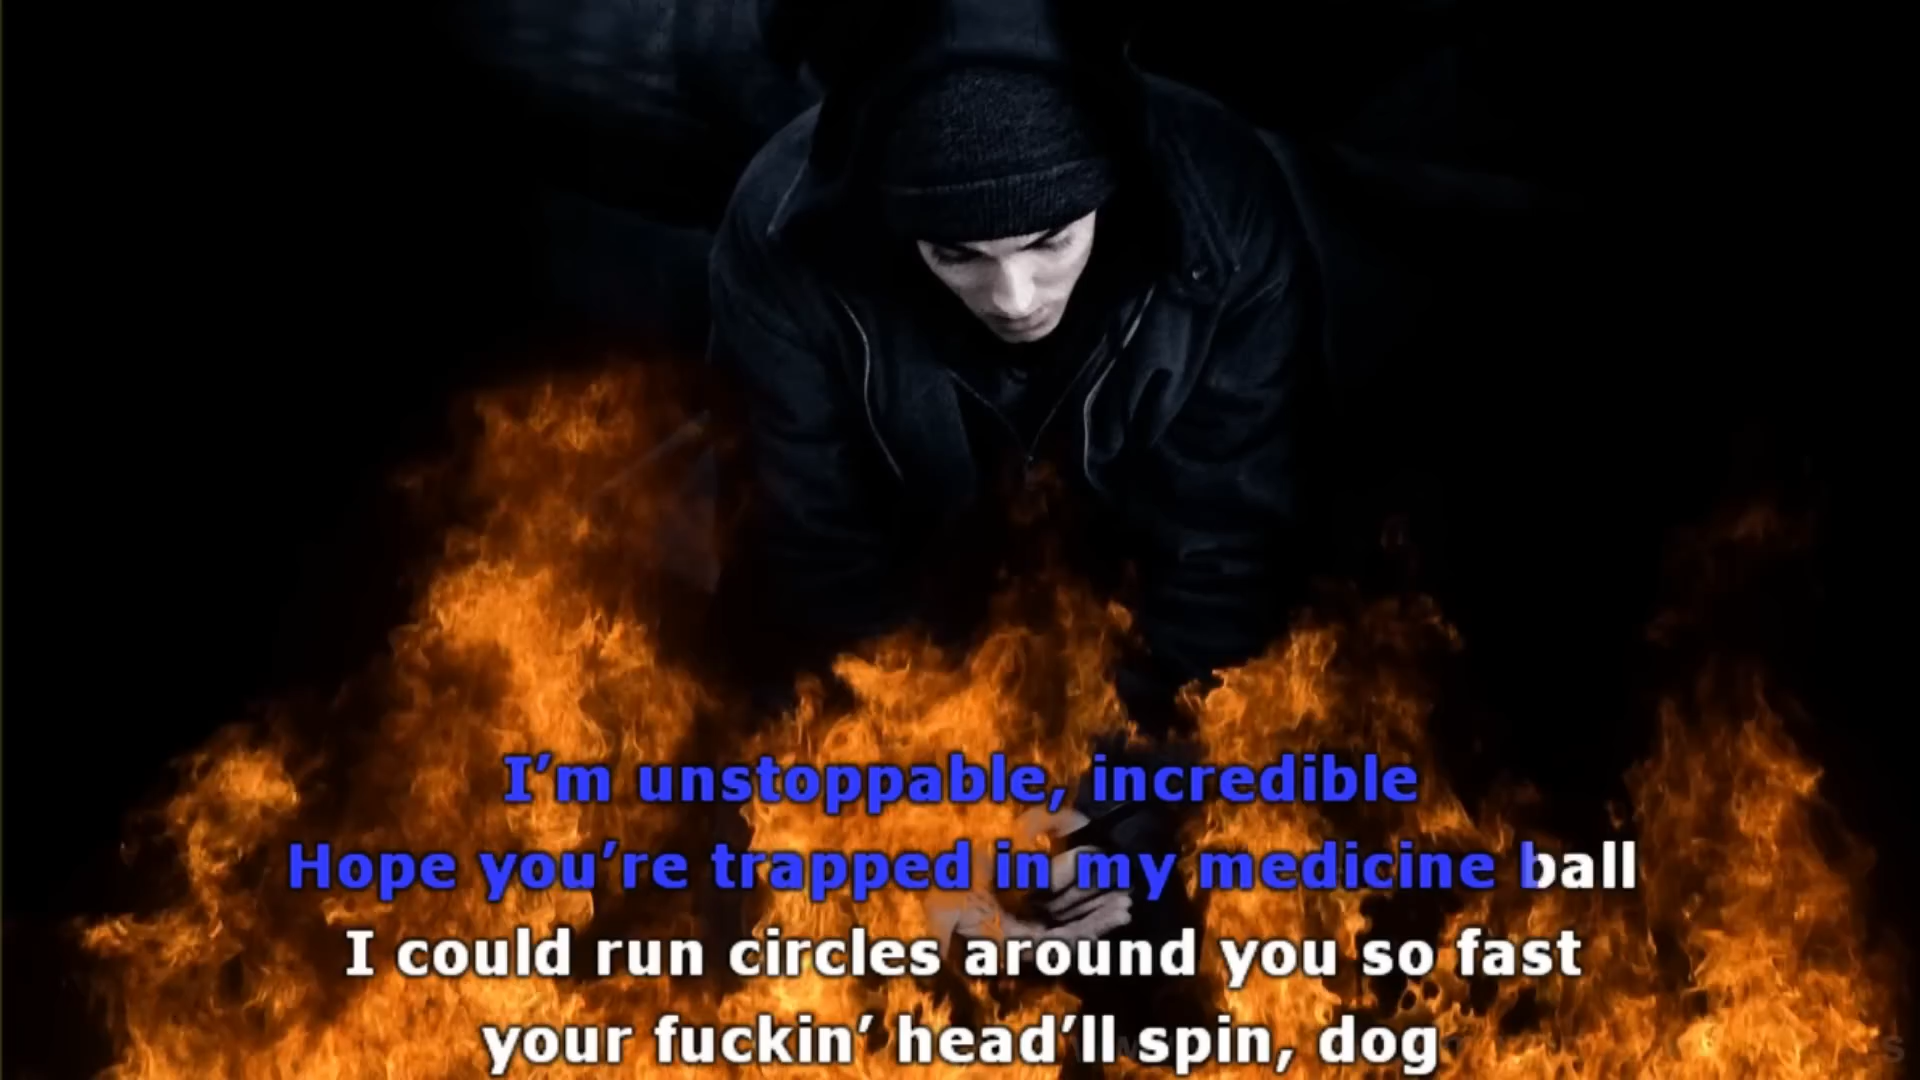 I’m unstoppable, incredible
Hope you’re trapped in my medicine ball
I could run circles around you so fast
your fuckin’ head’ll spin, dog